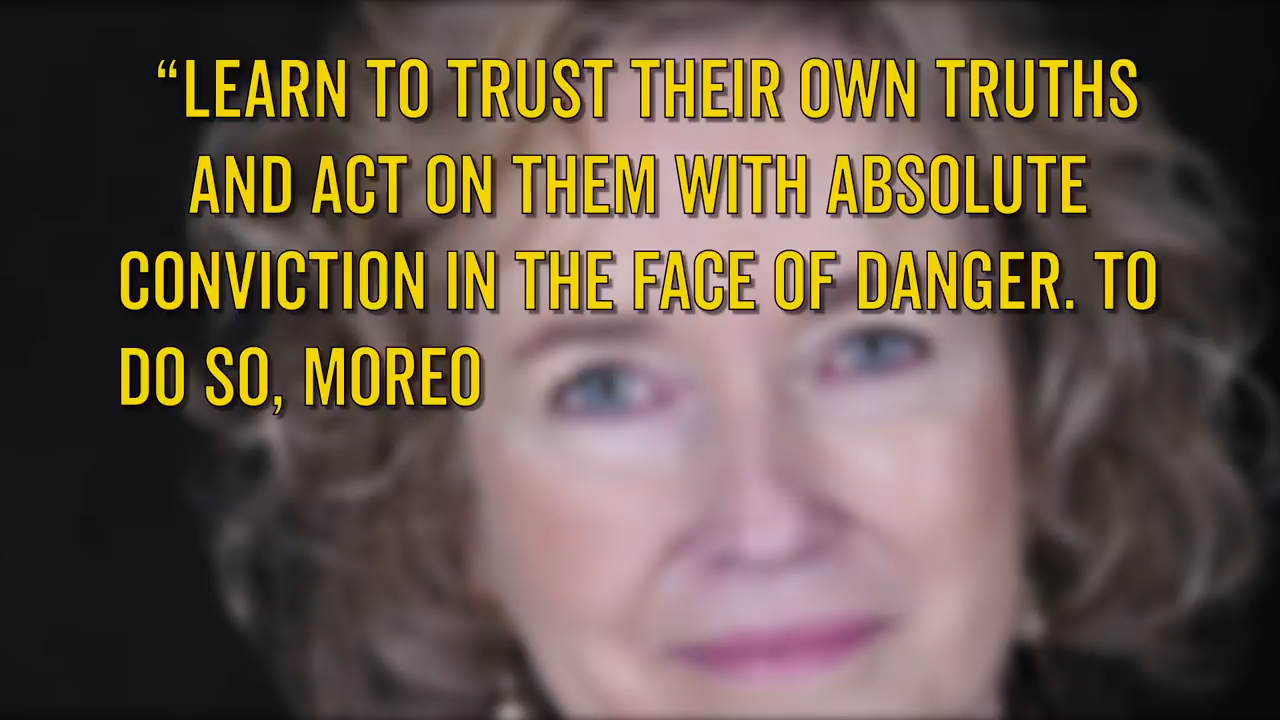 “LEARN TO TRUST THEIR OWN TRUTHS
AND ACT ON THEM WITH ABSOLUTE
CONVICTION IN THE FACE OF DANGER. TO
DO SO, MOREO